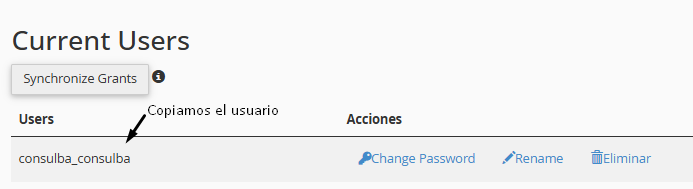 Current Users
Synchronize Grants
Copiamos el usuario
Users Acciones
consulba_consulba Change Password Rename Eliminar